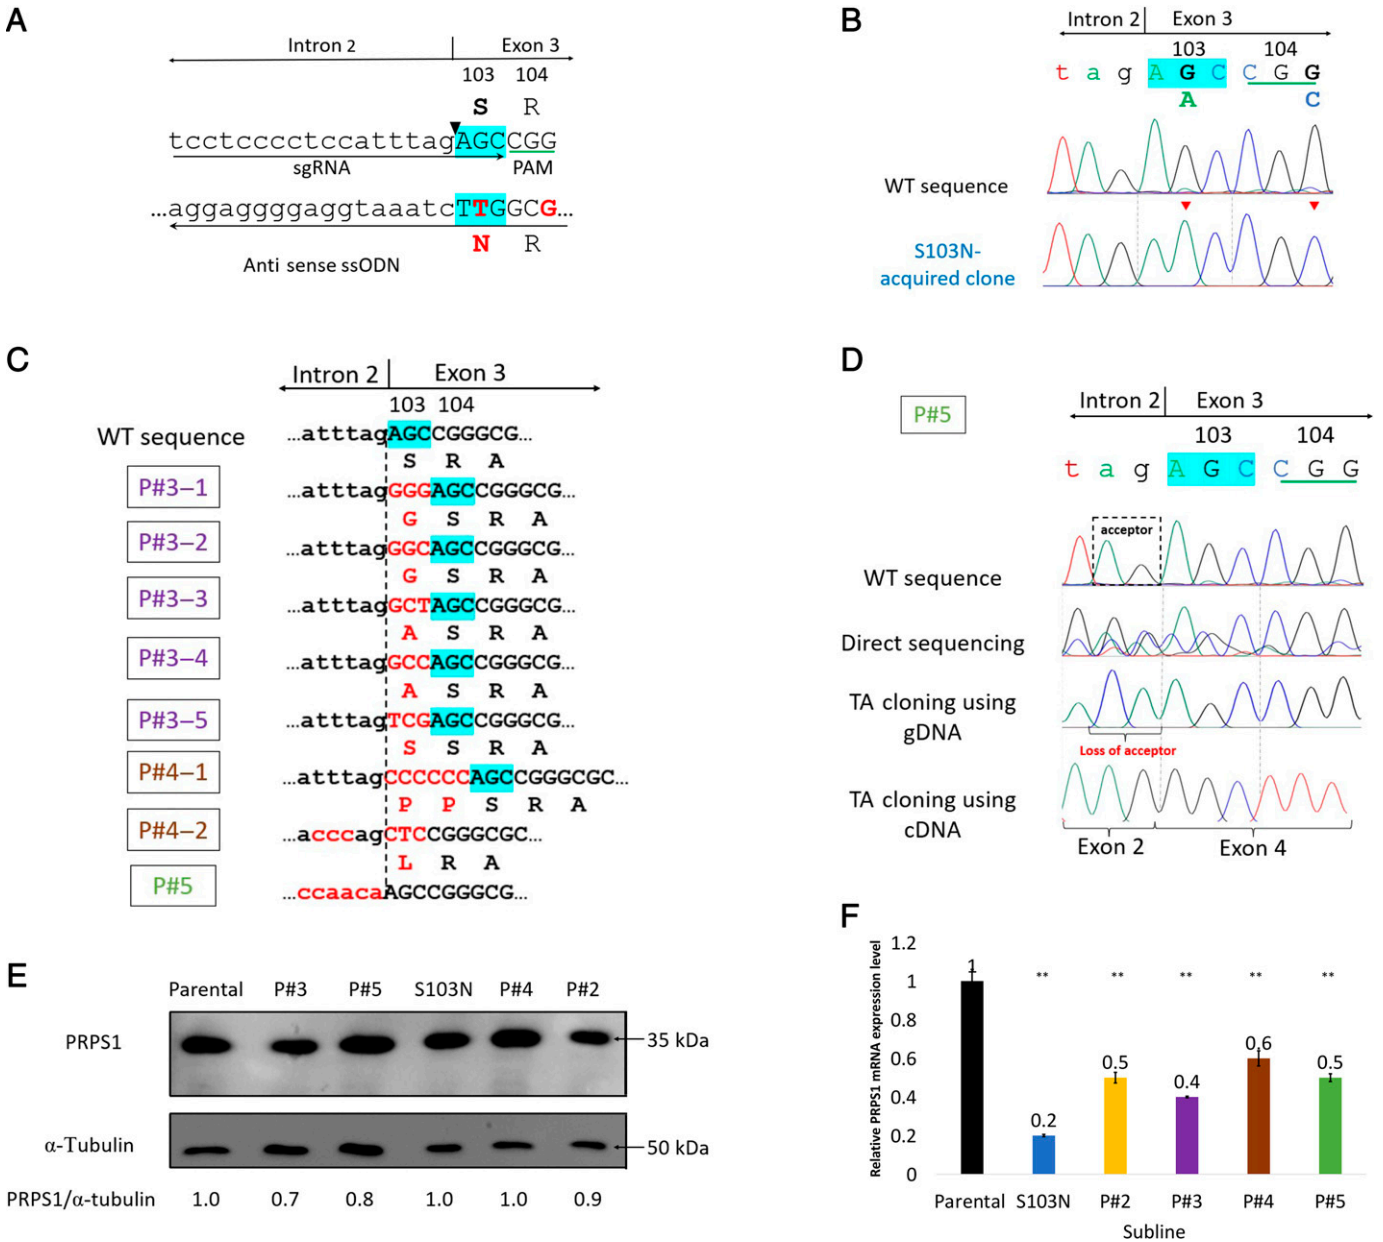 A
Intron 2
Exon 3
103 104
S R
tcctcccctccatttagAGCCGG
sgRNA
PAM
...aggaggggaggtaaatcTTGGCG...
N R
Anti sense ssODN
B
Intron 2
Exon 3
103
104
t a g A G C C G G
A C
WT sequence
S103N-
acquired clone
C
Intron 2
Exon 3
103 104
WT sequence
...atttagAGCCGGGCG...
S R A
P#3–1
...atttagGGGAGCCGGGCG...
G S R A
P#3–2
...atttagGGCAGCCGGGCG...
G S R A
P#3–3
...atttagGCTAGCCGGGCG...
A S R A
P#3–4
...atttagGCCAGCCGGGCG...
A S R A
P#3–5
...atttagTCGAGCCGGGCG...
S S R A
P#4–1
...atttagCCCCCCAGCCGGGCGC...
P P S R A
P#4–2
...acccagCTCCGGGCGC...
L R A
P#5
...ccaacaAGCCGGGCG...
D
P#5
Intron 2
Exon 3
103
104
t a g A G C C G G
acceptor
WT sequence
Direct sequencing
TA cloning using
gDNA
Loss of acceptor
TA cloning using
cDNA
Exon 2
Exon 4
E
Parental P#3 P#5 S103N P#4 P#2
PRPS1
35 kDa
α-Tubulin
50 kDa
PRPS1/α-tubulin 1.0 0.7 0.8 1.0 1.0 0.9
F
Relative PRPS1 mRNA expression level
1.2
1
0.8
0.6
0.4
0.2
0
1
** ** ** ** **
0.2
0.5
0.4
0.6
0.5
Parental S103N P#2 P#3 P#4 P#5
Subline